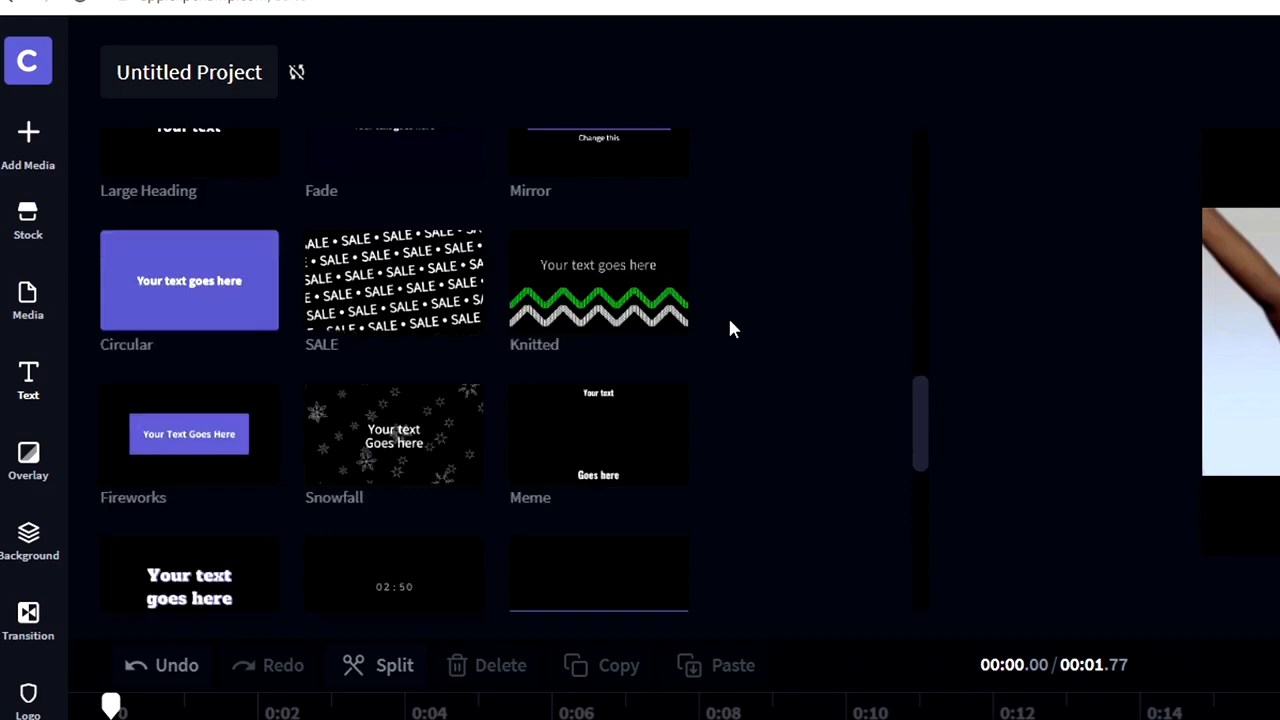 C
Untitled Project
Add Media
Stock
Media
Text
Overlay
Background
Transition
Logo
Your text
Large Heading
Fade
Change this
Mirror
Your text goes here
Circular
ALE • SALE • SALE • SALE • SALE
SALE
Your text goes here
Knitted
Your Text Goes Here
Fireworks
Your text
Goes here
Snowfall
Your text
Goes here
Meme
Your text
goes here
02:50
Undo
Redo
Split
Delete
Copy
Paste
00:00.00 / 00:01.77
0
0:02
0:04
0:06
0:08
0:10
0:12
0:14